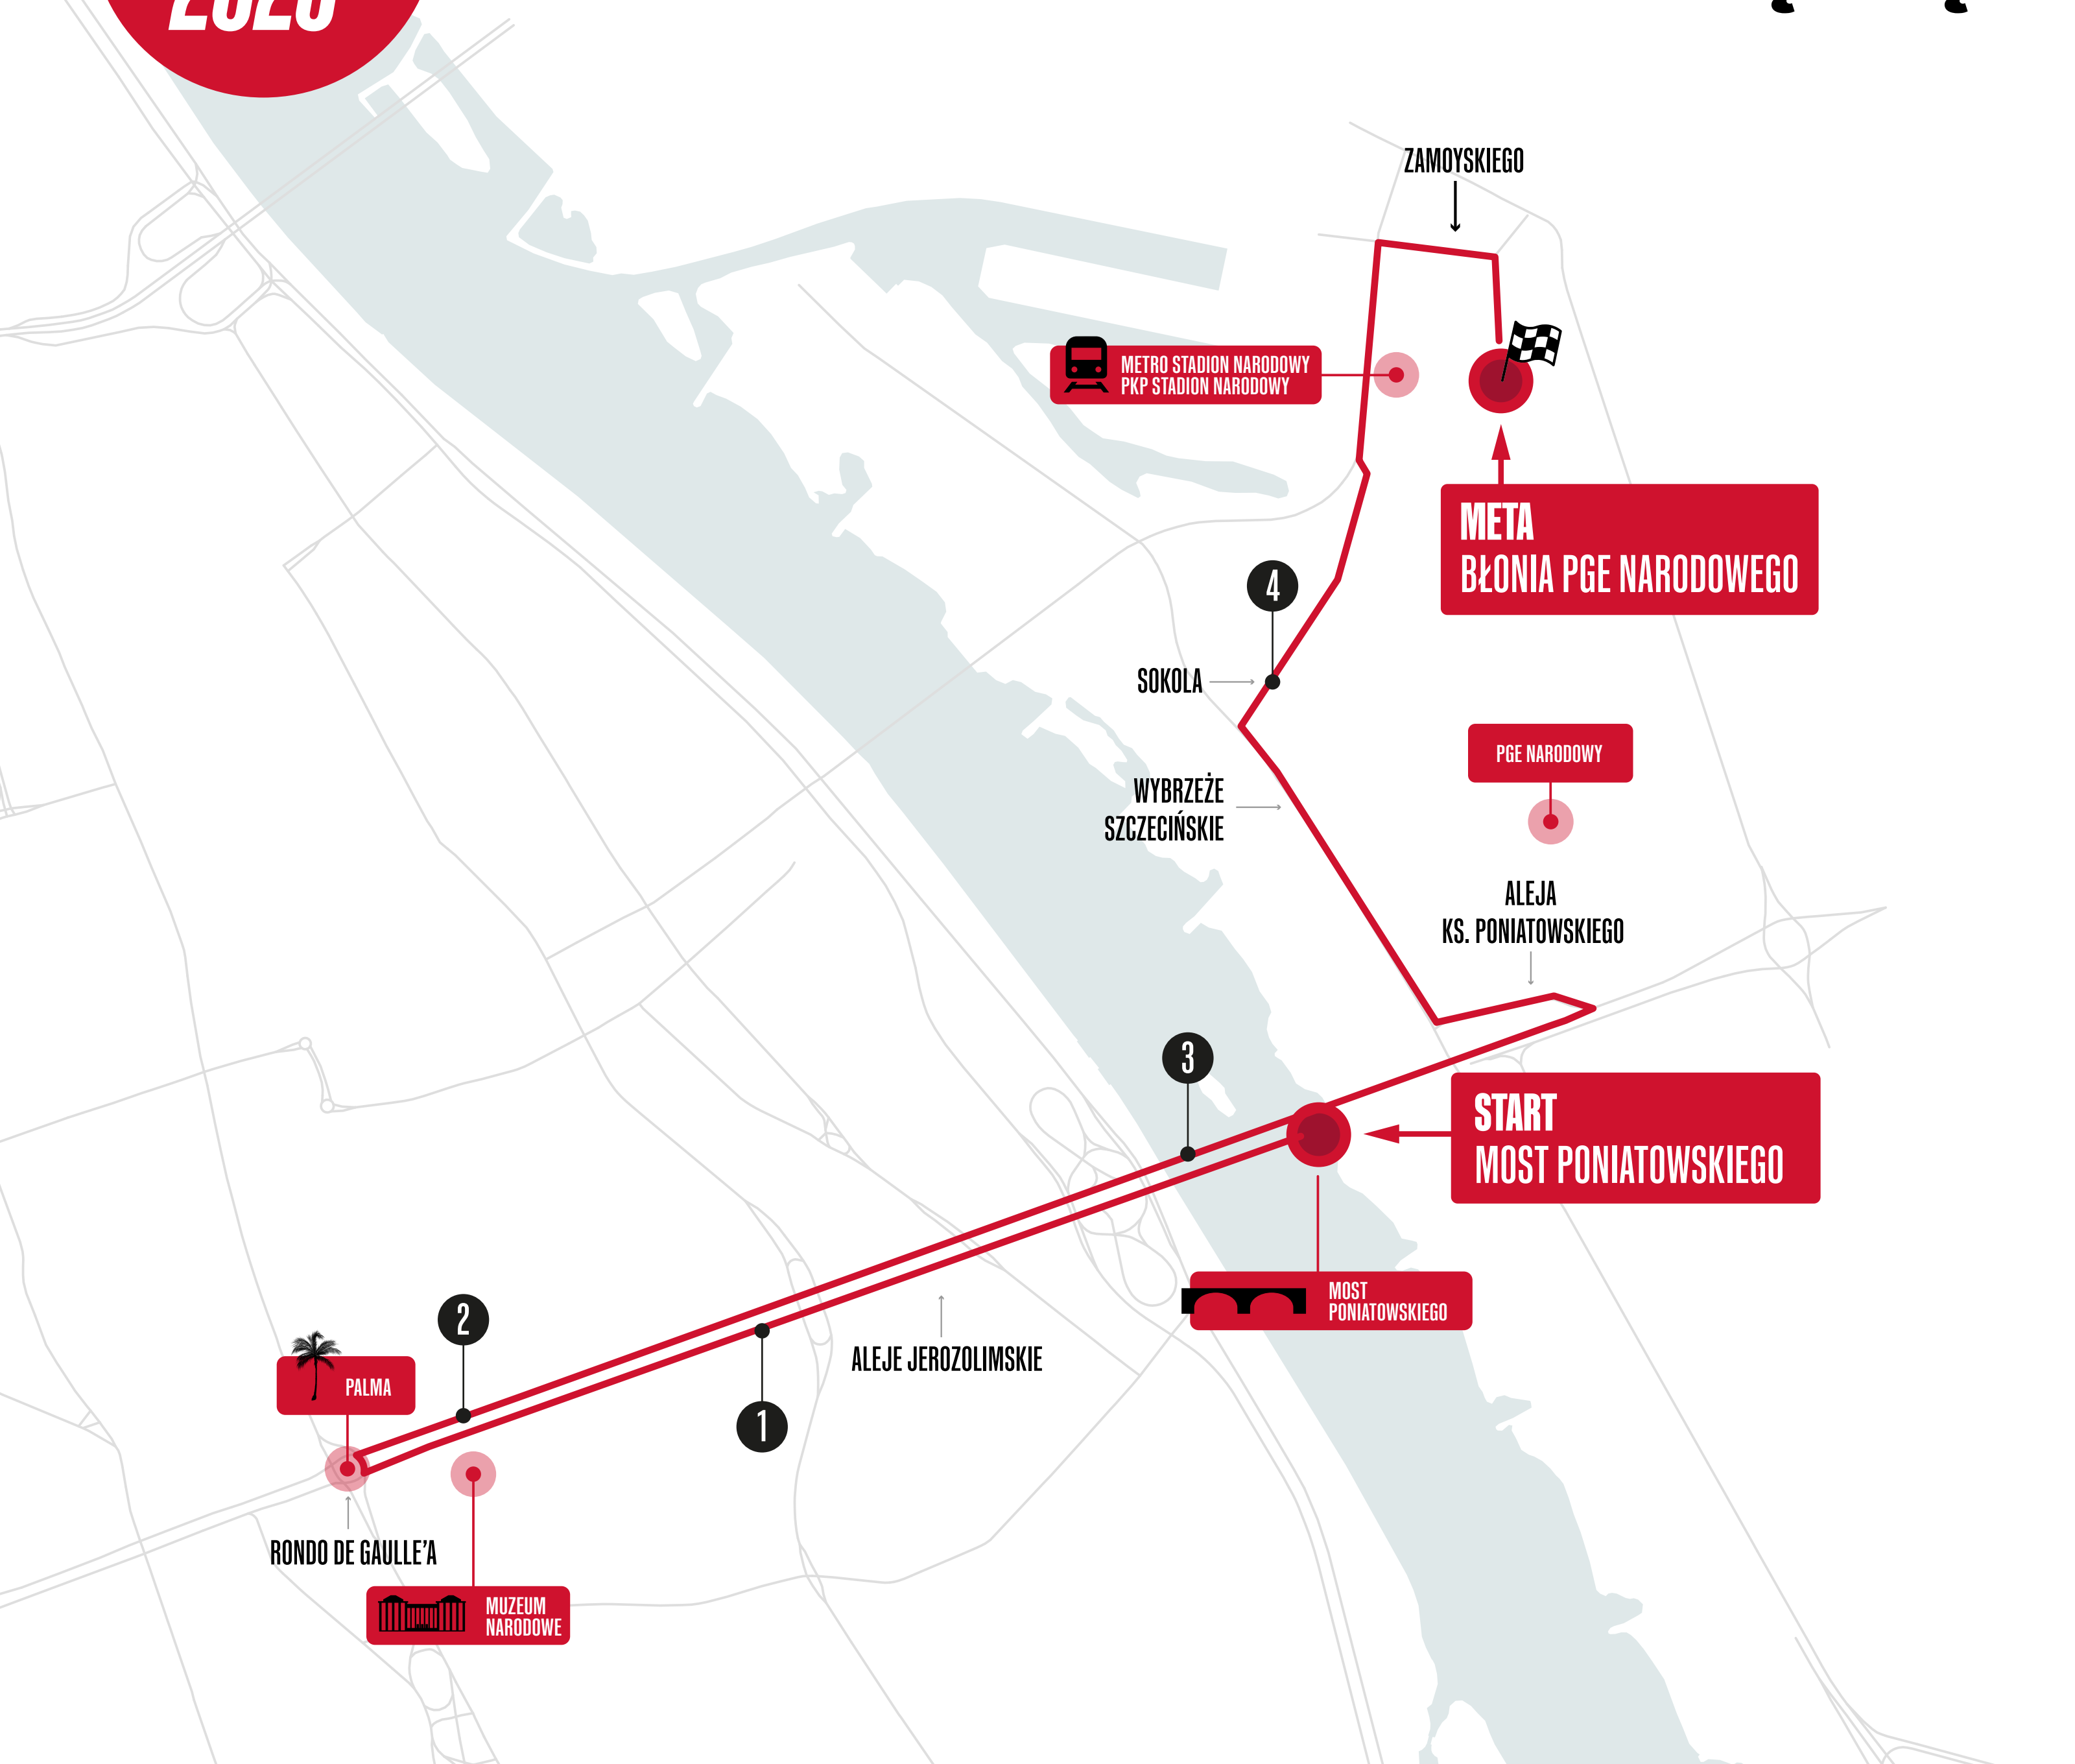 ZAMOYSKIEGO
METRO STADION NARODOWY
PKP STADION NARODOWY
META
BŁONIA PGE NARODOWEGO
4
SOKOLA
PGE NARODOWY
WYBRZEŻE
SZCZECIŃSKIE
ALEJA
KS. PONIATOWSKIEGO
3
START
MOST PONIATOWSKIEGO
MOST
PONIATOWSKIEGO
2
ALEJE JEROZOLIMSKIE
PALMA
1
RONDO DE GAULLE'A
MUZEUM
NARODOWE